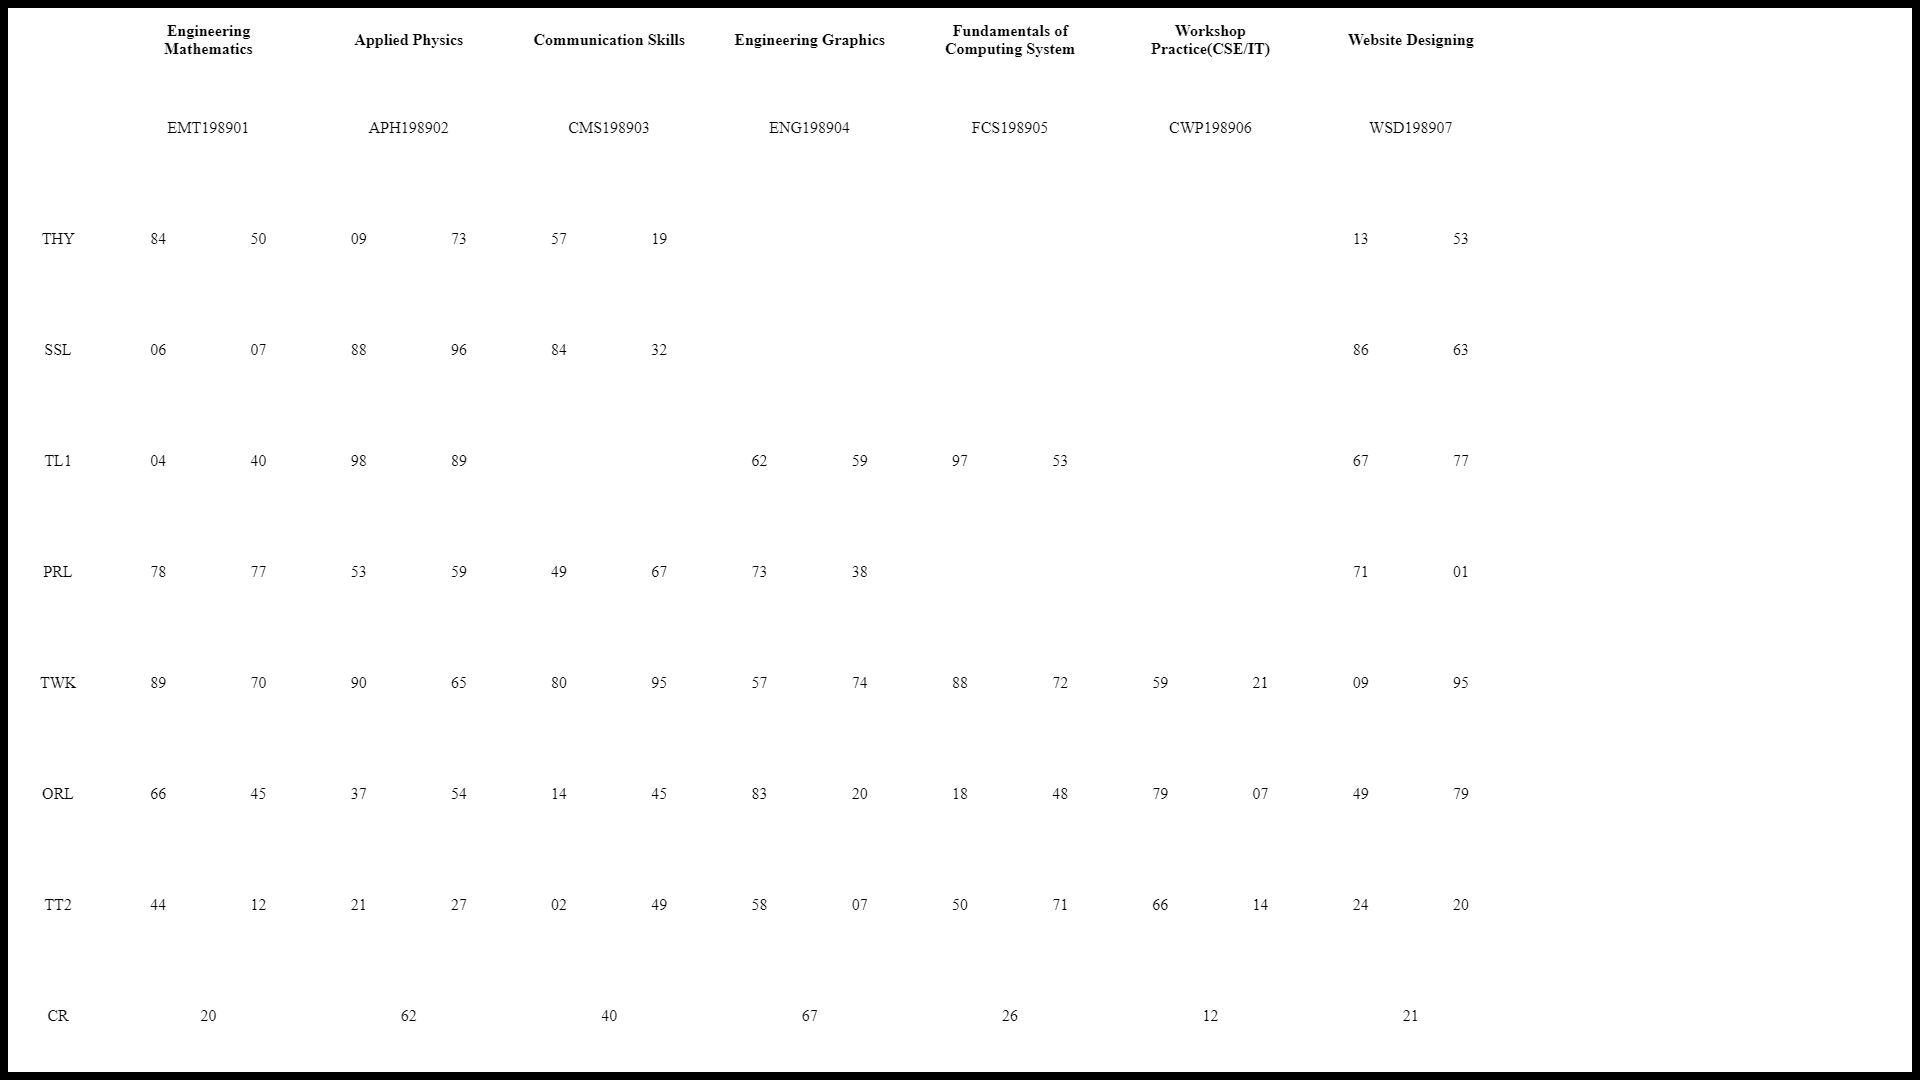 Engineering Mathematics Applied Physics Communication Skills Engineering Graphics Fundamentals of Computing System Workshop Practice(CSE/IT) Website Designing
EMT198901 APH198902 CMS198903 ENG198904 FCS198905 CWP198906 WSD198907
THY 84 50 09 73 57 19 13 53
SSL 06 07 88 96 84 32 86 63
TL1 04 40 98 89 62 59 97 53 67 77
PRL 78 77 53 59 49 67 73 38 71 01
TWK 89 70 90 65 80 95 57 74 88 72 59 21 09 95
ORL 66 45 37 54 14 45 83 20 18 48 79 07 49 79
TT2 44 12 21 27 02 49 58 07 50 71 66 14 24 20
CR 20 62 40 67 26 12 21